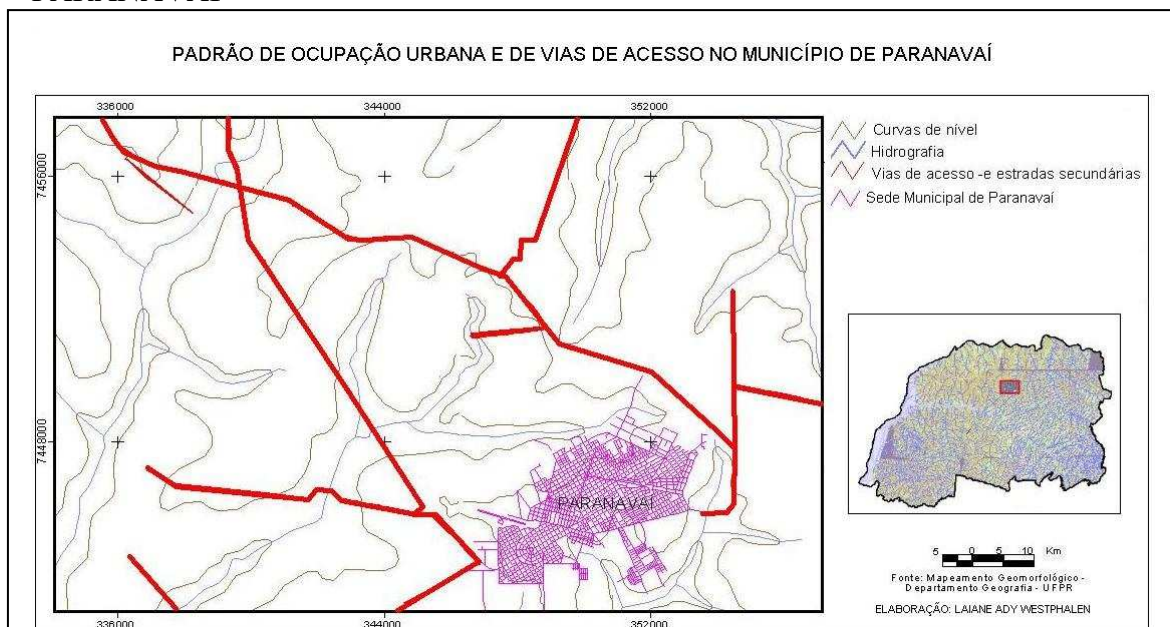 PARANAVAÍ
PADRÃO DE OCUPAÇÃO URBANA E DE VIAS DE ACESSO NO MUNICÍPIO DE PARANAVAÍ
336000 344000 352000
7456000
7448000
PARANAVAÍ
336000 344000 352000
Curvas de nível
Hidrografia
Vias de acesso -e estradas secundárias
Sede Municipal de Paranavaí
5 0 5 10 Km
Fonte: Mapeamento Geomorfológico -
Departamento Geografia - UFPR
ELABORAÇÃO: LAIANE ADY WESTPHALEN